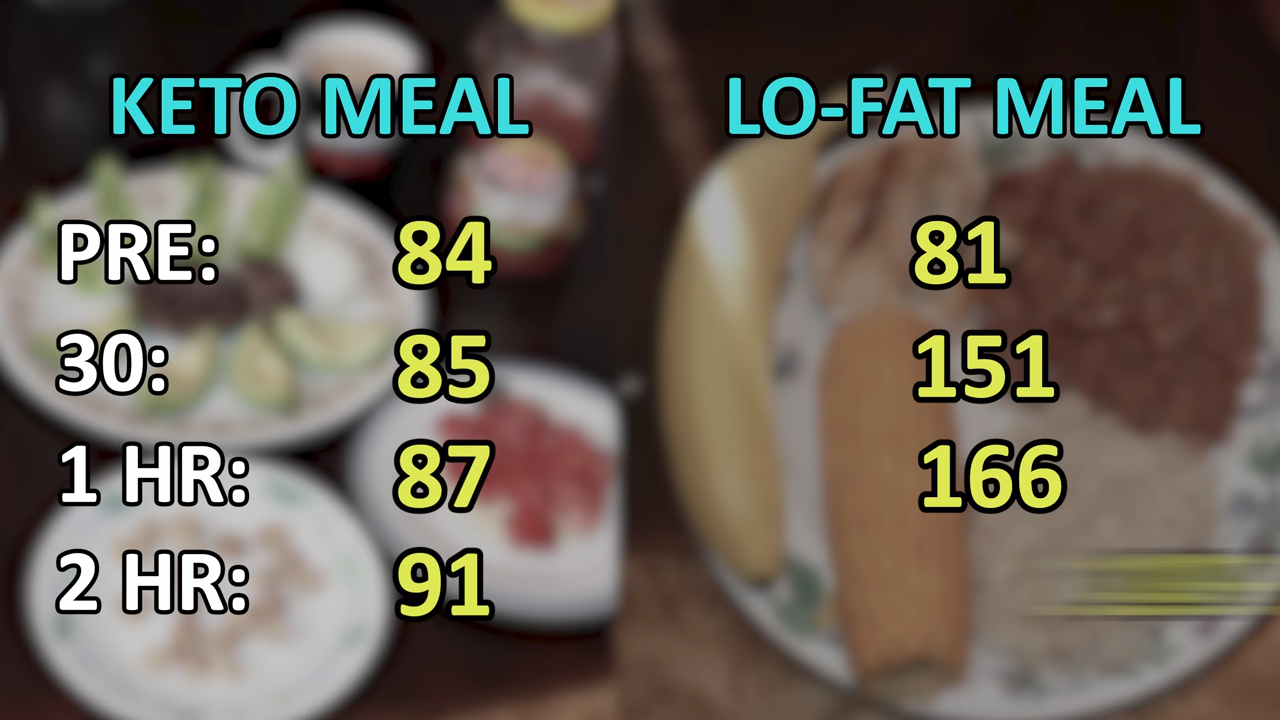 KETO MEAL LO-FAT MEAL
PRE: 84 81
30: 85 151
1 HR: 87 166
2 HR: 91